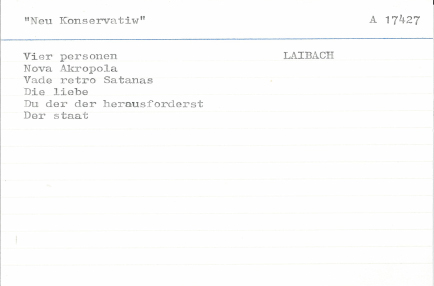 "Neu Konservatiw" A 17427
Vier personen LAIBACH
Nova Akropola
Vade retro Satanas
Die liebe
Du der der herausforderst
Der staat